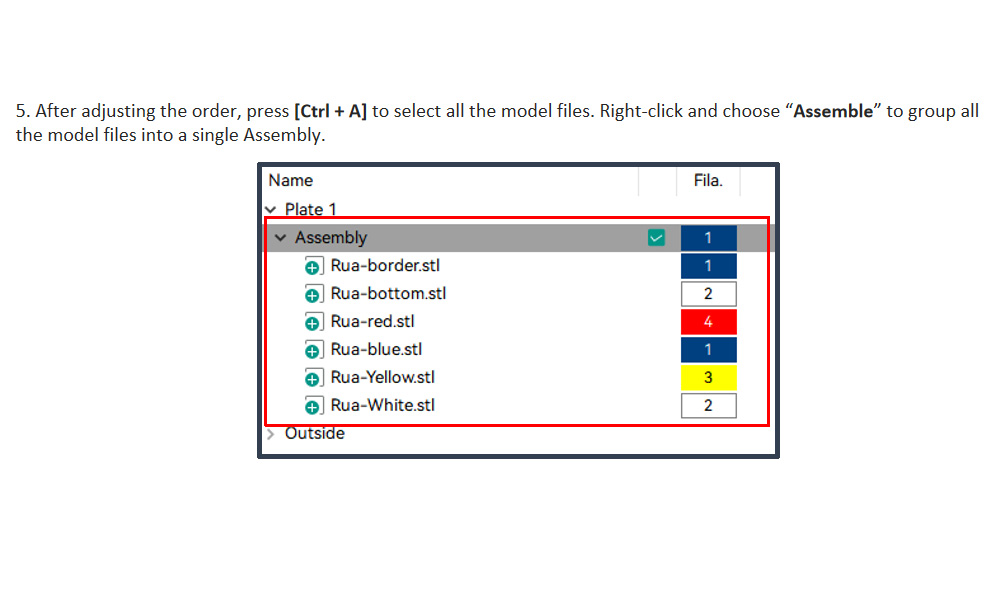 5. After adjusting the order, press [Ctrl + A] to select all the model files. Right-click and choose “Assemble” to group all
the model files into a single Assembly.
Name Fila.
Plate 1
Assembly 1
Rua-border.stl 1
Rua-bottom.stl 2
Rua-red.stl 4
Rua-blue.stl 1
Rua-Yellow.stl 3
Rua-White.stl 2
Outside